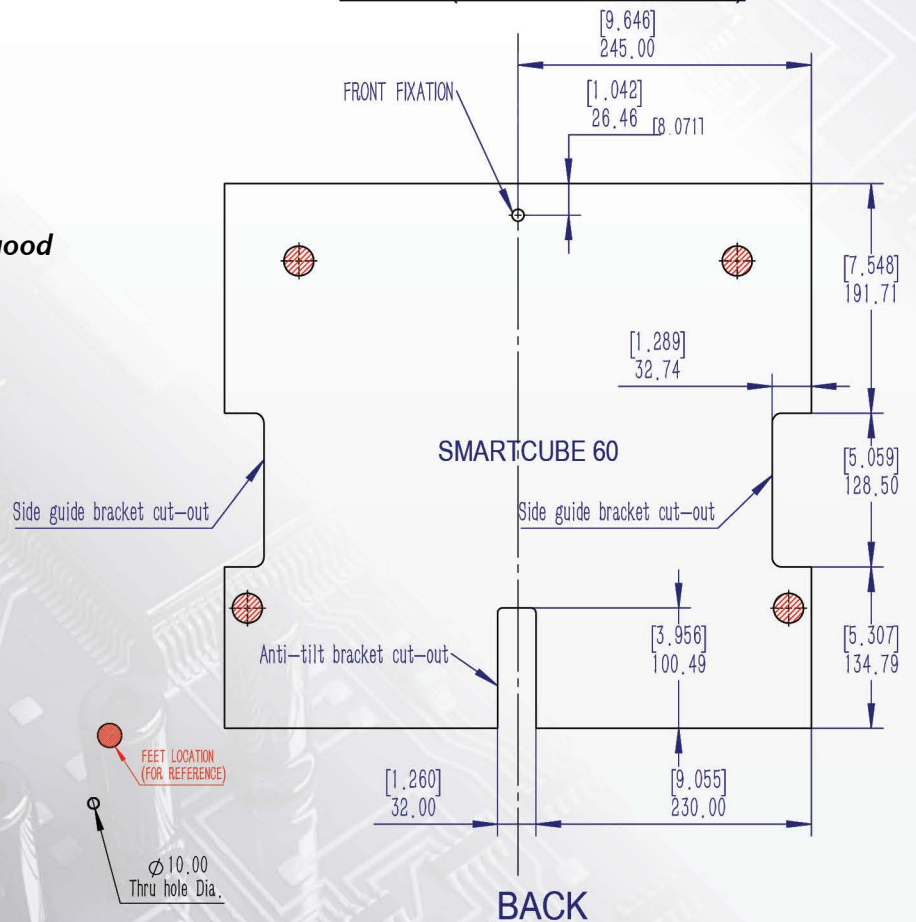 [9.646]
245.00
FRONT FIXATION
[1.042]
26.46
[8.071]
[7.548]
191.71
[1.289]
32.74
SMARTCUBE 60
[5.059]
128.50
Side guide bracket cut-out
Side guide bracket cut-out
[3.956]
100.49
Anti-tilt bracket cut-out
[5.307]
134.79
FEET LOCATION
(FOR REFERENCE)
[1.260]
32.00
[9.055]
230.00
Ø10.00
Thru hole Dia.
BACK